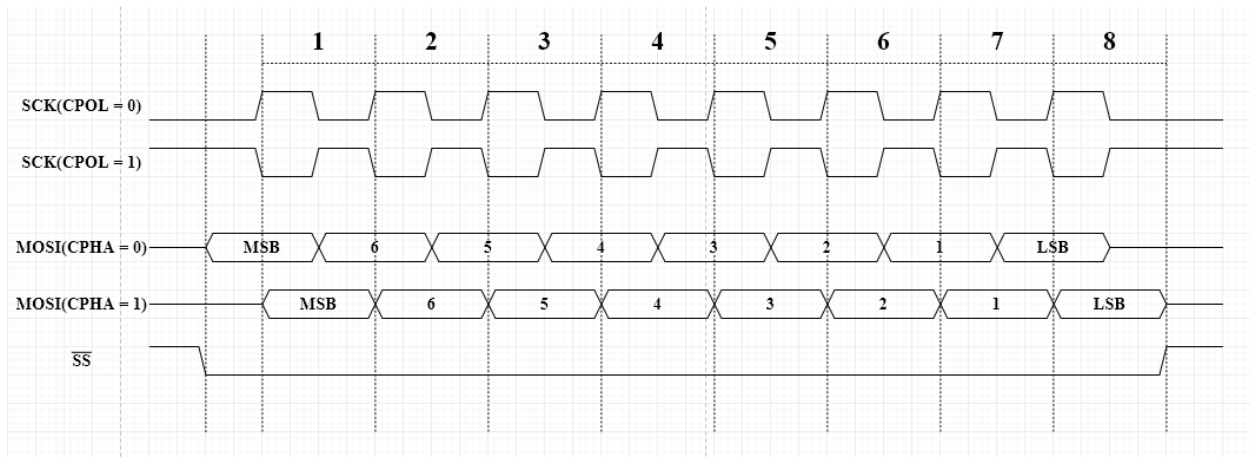 1 2 3 4 5 6 7 8
SCK(CPOL = 0)
SCK(CPOL = 1)
MOSI(CPHA = 0) MSB 6 5 4 3 2 1 LSB
MOSI(CPHA = 1) MSB 6 5 4 3 2 1 LSB
S̅S̅